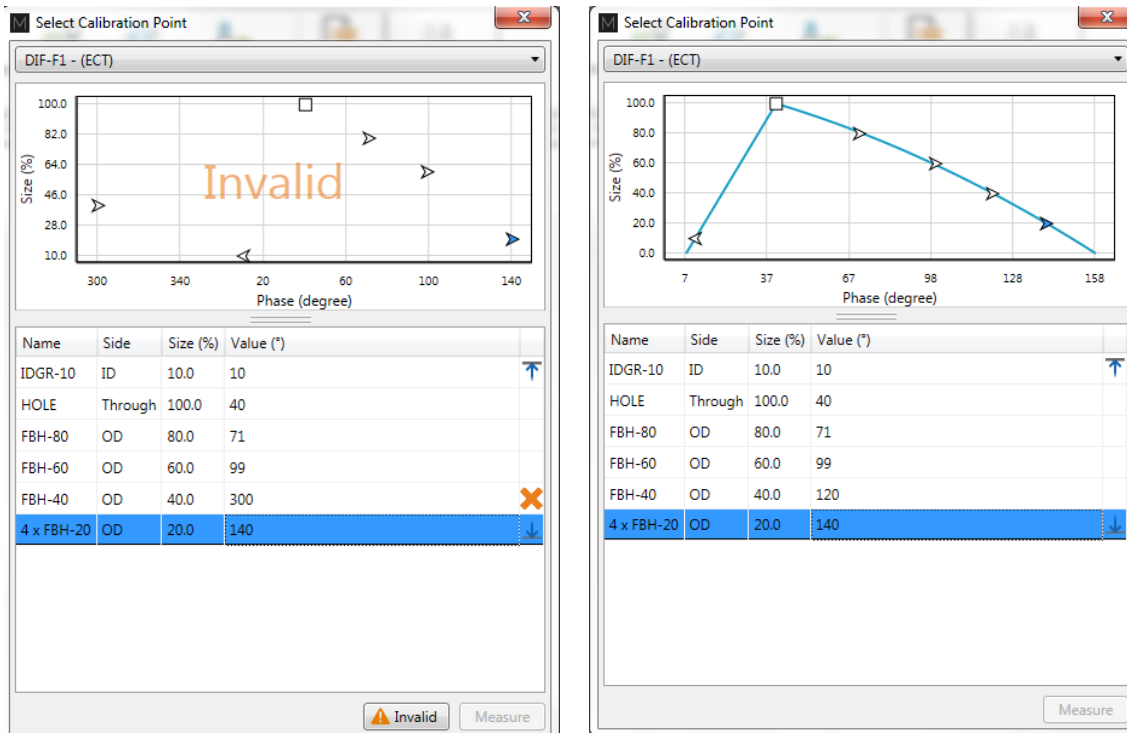 M Select Calibration Point X
DIF-F1 - (ECT)
100.0
82.0
64.0
46.0
28.0
10.0
Size (%)
Invalid
300 340 20 60 100 140
Phase (degree)
Name Side Size (%) Value (°)
IDGR-10 ID 10.0 10
HOLE Through 100.0 40
FBH-80 OD 80.0 71
FBH-60 OD 60.0 99
FBH-40 OD 40.0 300
4 x FBH-20 OD 20.0 140
Invalid Measure
M Select Calibration Point X
DIF-F1 - (ECT)
100.0
80.0
60.0
40.0
20.0
0.0
Size (%)
7 37 67 98 128 158
Phase (degree)
Name Side Size (%) Value (°)
IDGR-10 ID 10.0 10
HOLE Through 100.0 40
FBH-80 OD 80.0 71
FBH-60 OD 60.0 99
FBH-40 OD 40.0 120
4 x FBH-20 OD 20.0 140
Measure